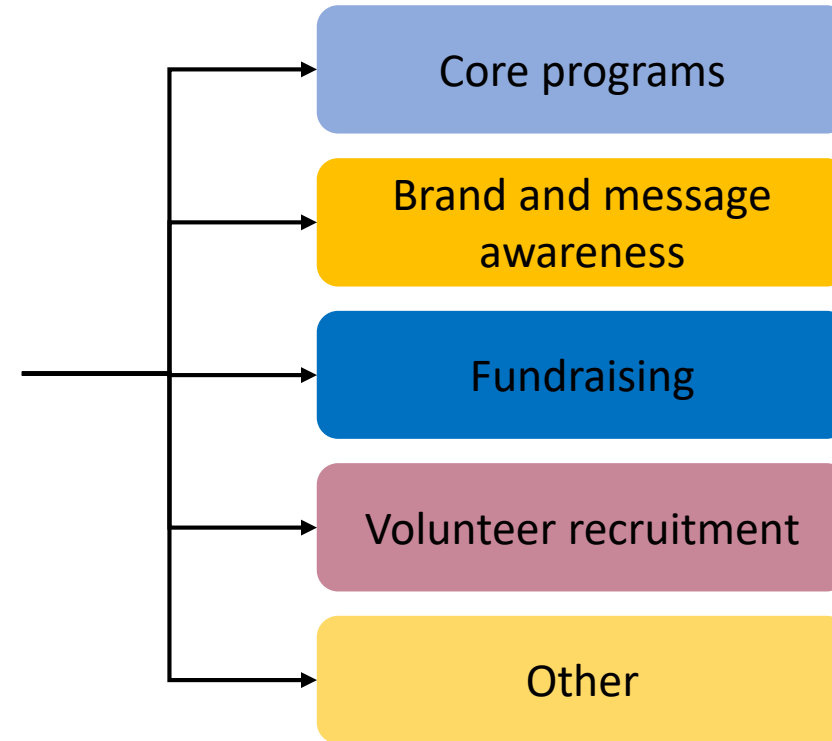 Core programs
Brand and message
awareness
Fundraising
Volunteer recruitment
Other